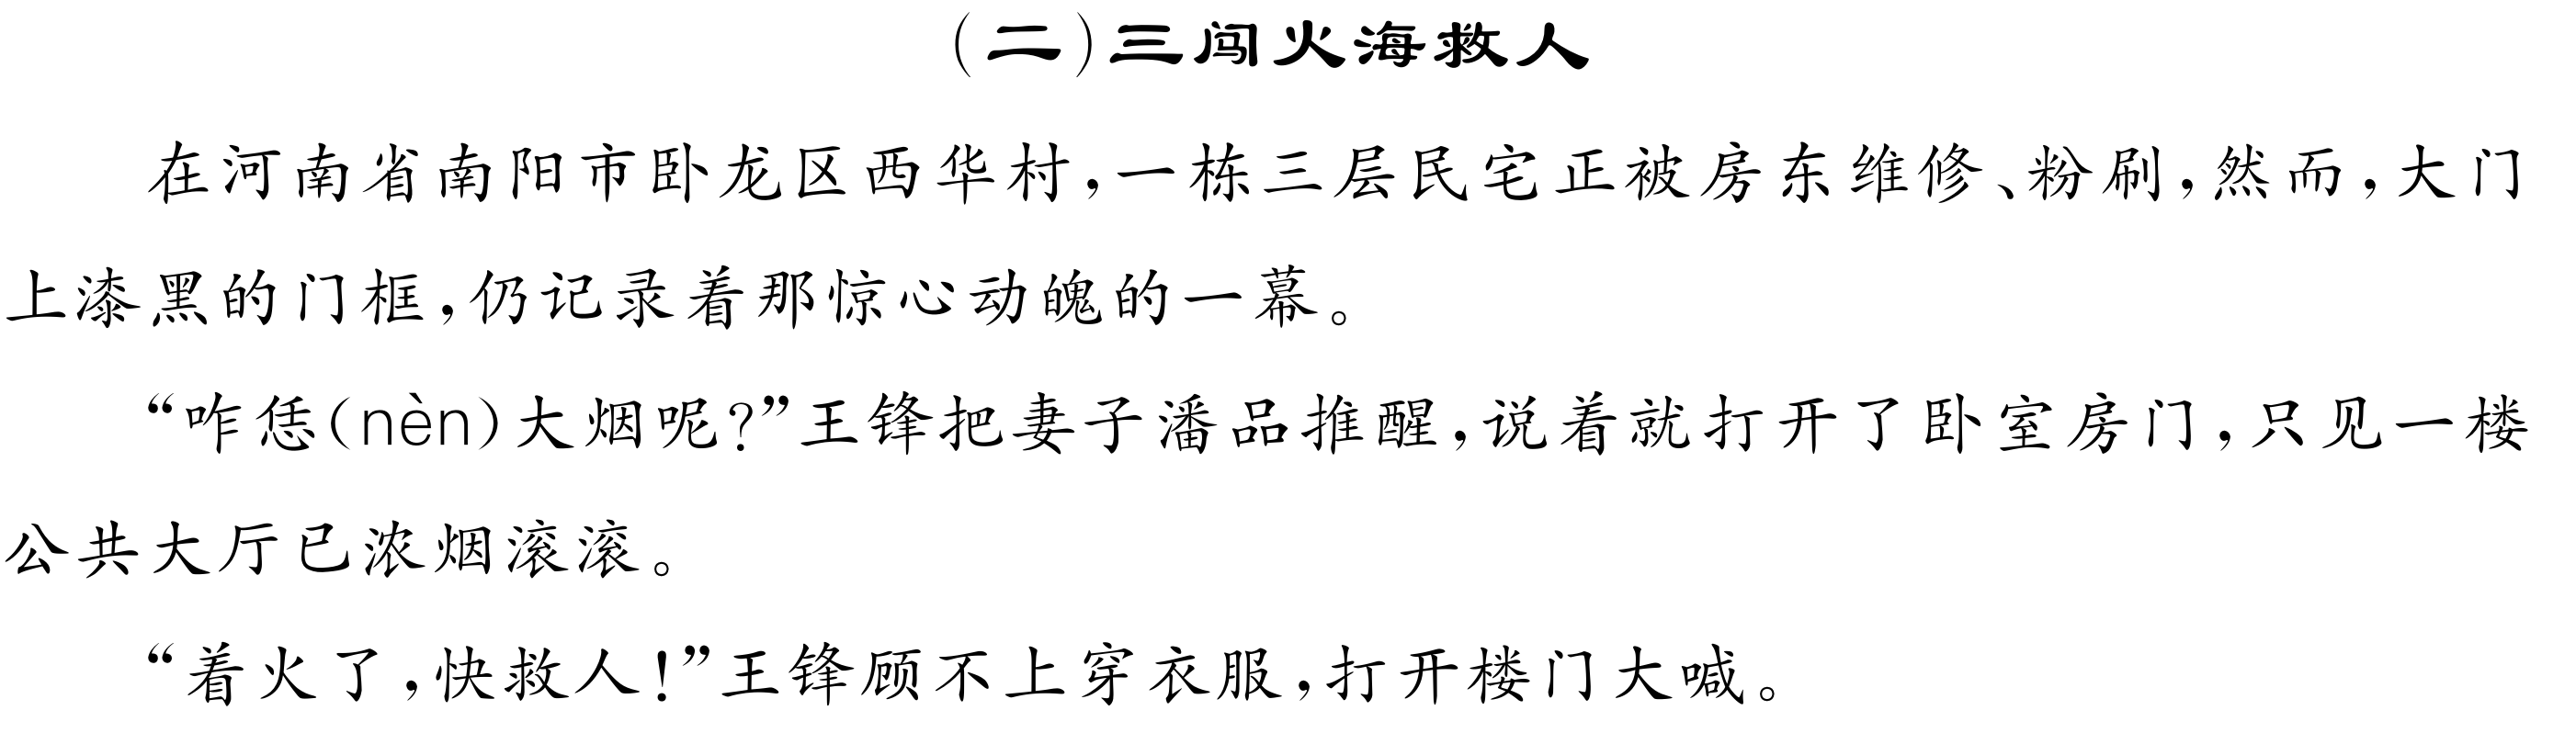 (二)三闯火海救人
在河南省南阳市卧龙区西华村,一栋三层民宅正被房东维修、粉刷,然而,大门
上漆黑的门框,仍记录着那惊心动魄的一幕。
“咋恁(nèn)大烟呢?”王锋把妻子潘品推醒,说着就打开了卧室房门,只见一楼
公共大厅已浓烟滚滚。
“着火了,快救人!”王锋顾不上穿衣服,打开楼门大喊。